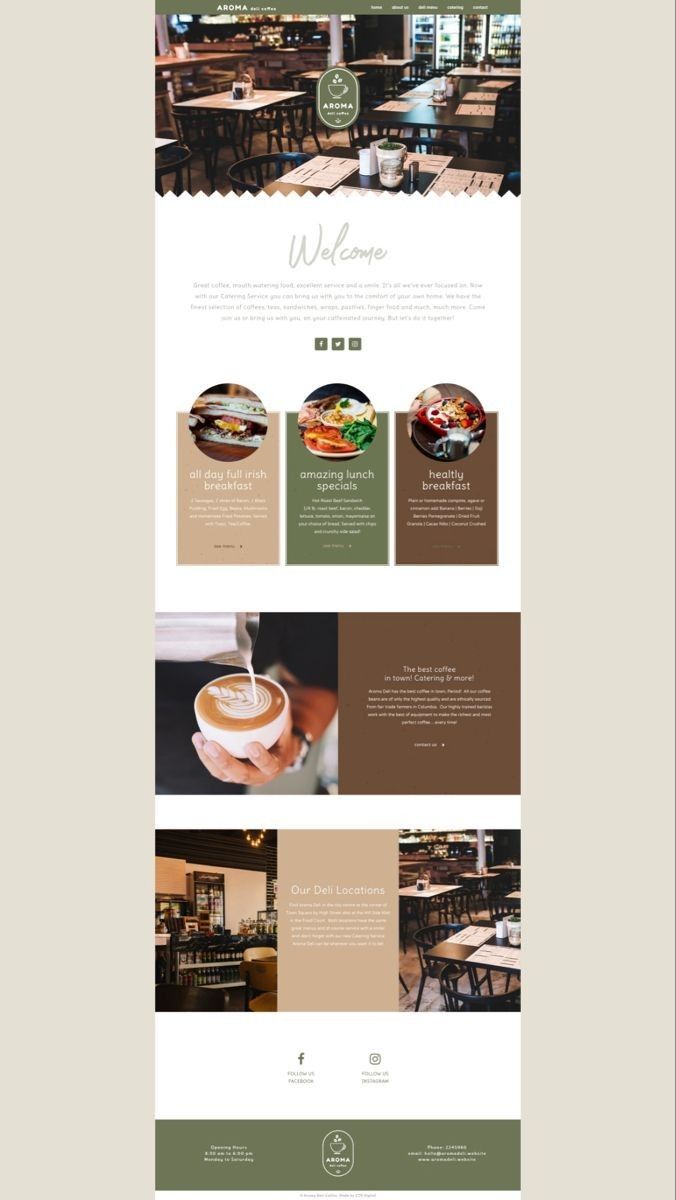 AROMA deli coffee
home about us deli menu catering contact
AROMA
deli coffee
Welcome
Great coffee, mouth watering food, excellent service and a smile. It's all we've ever focused on. Now
with our Catering Service you can bring us with you to the comfort of your own home. We have the
finest selection of coffees, teas, sandwiches, wraps, pastries, finger food and much, much more. Come
join us or bring us with you, on your caffeinated journey. But let's do it together!
all day full irish
breakfast
2 Sausages, 2 slices of Bacon, 1 Black
Pudding, Fried Egg, Beans, Mushrooms
and Homemade Fried Potatoes. Served
with Toast, Tea/Coffee
see menu
amazing lunch
specials
Hot Roast Beef Sandwich
1/4 lb. roast beef, bacon, cheddar,
lettuce, tomato, onion, mayonnaise on
your choice of bread. Served with chips
and crunchy side salad!
see menu
healtly
breakfast
Plain or homemade compote, agave or
cinnamon add Banana | Berries | Goji
Berries Pomegranate | Dried Fruit
Granola | Cacao Nibs | Coconut Crushed
see menu
The best coffee
in town! Catering & more!
Aroma Deli has the best coffee in town. Period! All our coffee
beans are of only the highest quality and are ethically sourced
from fair trade farmers in Columbia. Our highly trained baristas
work with the best of equipment to make the richest and most
perfect coffee... every time!
contact us
Our Deli Locations
Find Aroma Deli in the city centre at the corner of
Town Square by High Street also at the Hill Side Mall
in the Food Court. Both locations have the same
great menus and of course service with a smile!
and don't forget with our new Catering Service
Aroma Deli can be wherever you want it to be!
FOLLOW US
FACEBOOK
FOLLOW US
INSTAGRAM
Opening Hours
8:30 am to 6:00 pm
Monday to Saturday
AROMA
deli coffee
Phone: 2345986
email: hello@aromadeli.website
www.aromadeli.website